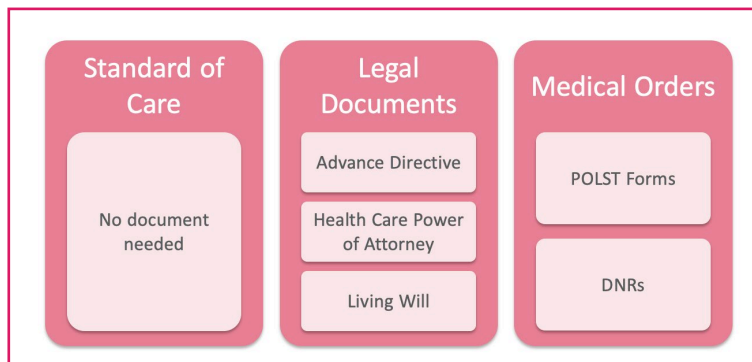 Standard of
Care
No document
needed
Legal
Documents
Advance Directive
Health Care Power
of Attorney
Living Will
Medical Orders
POLST Forms
DNRs